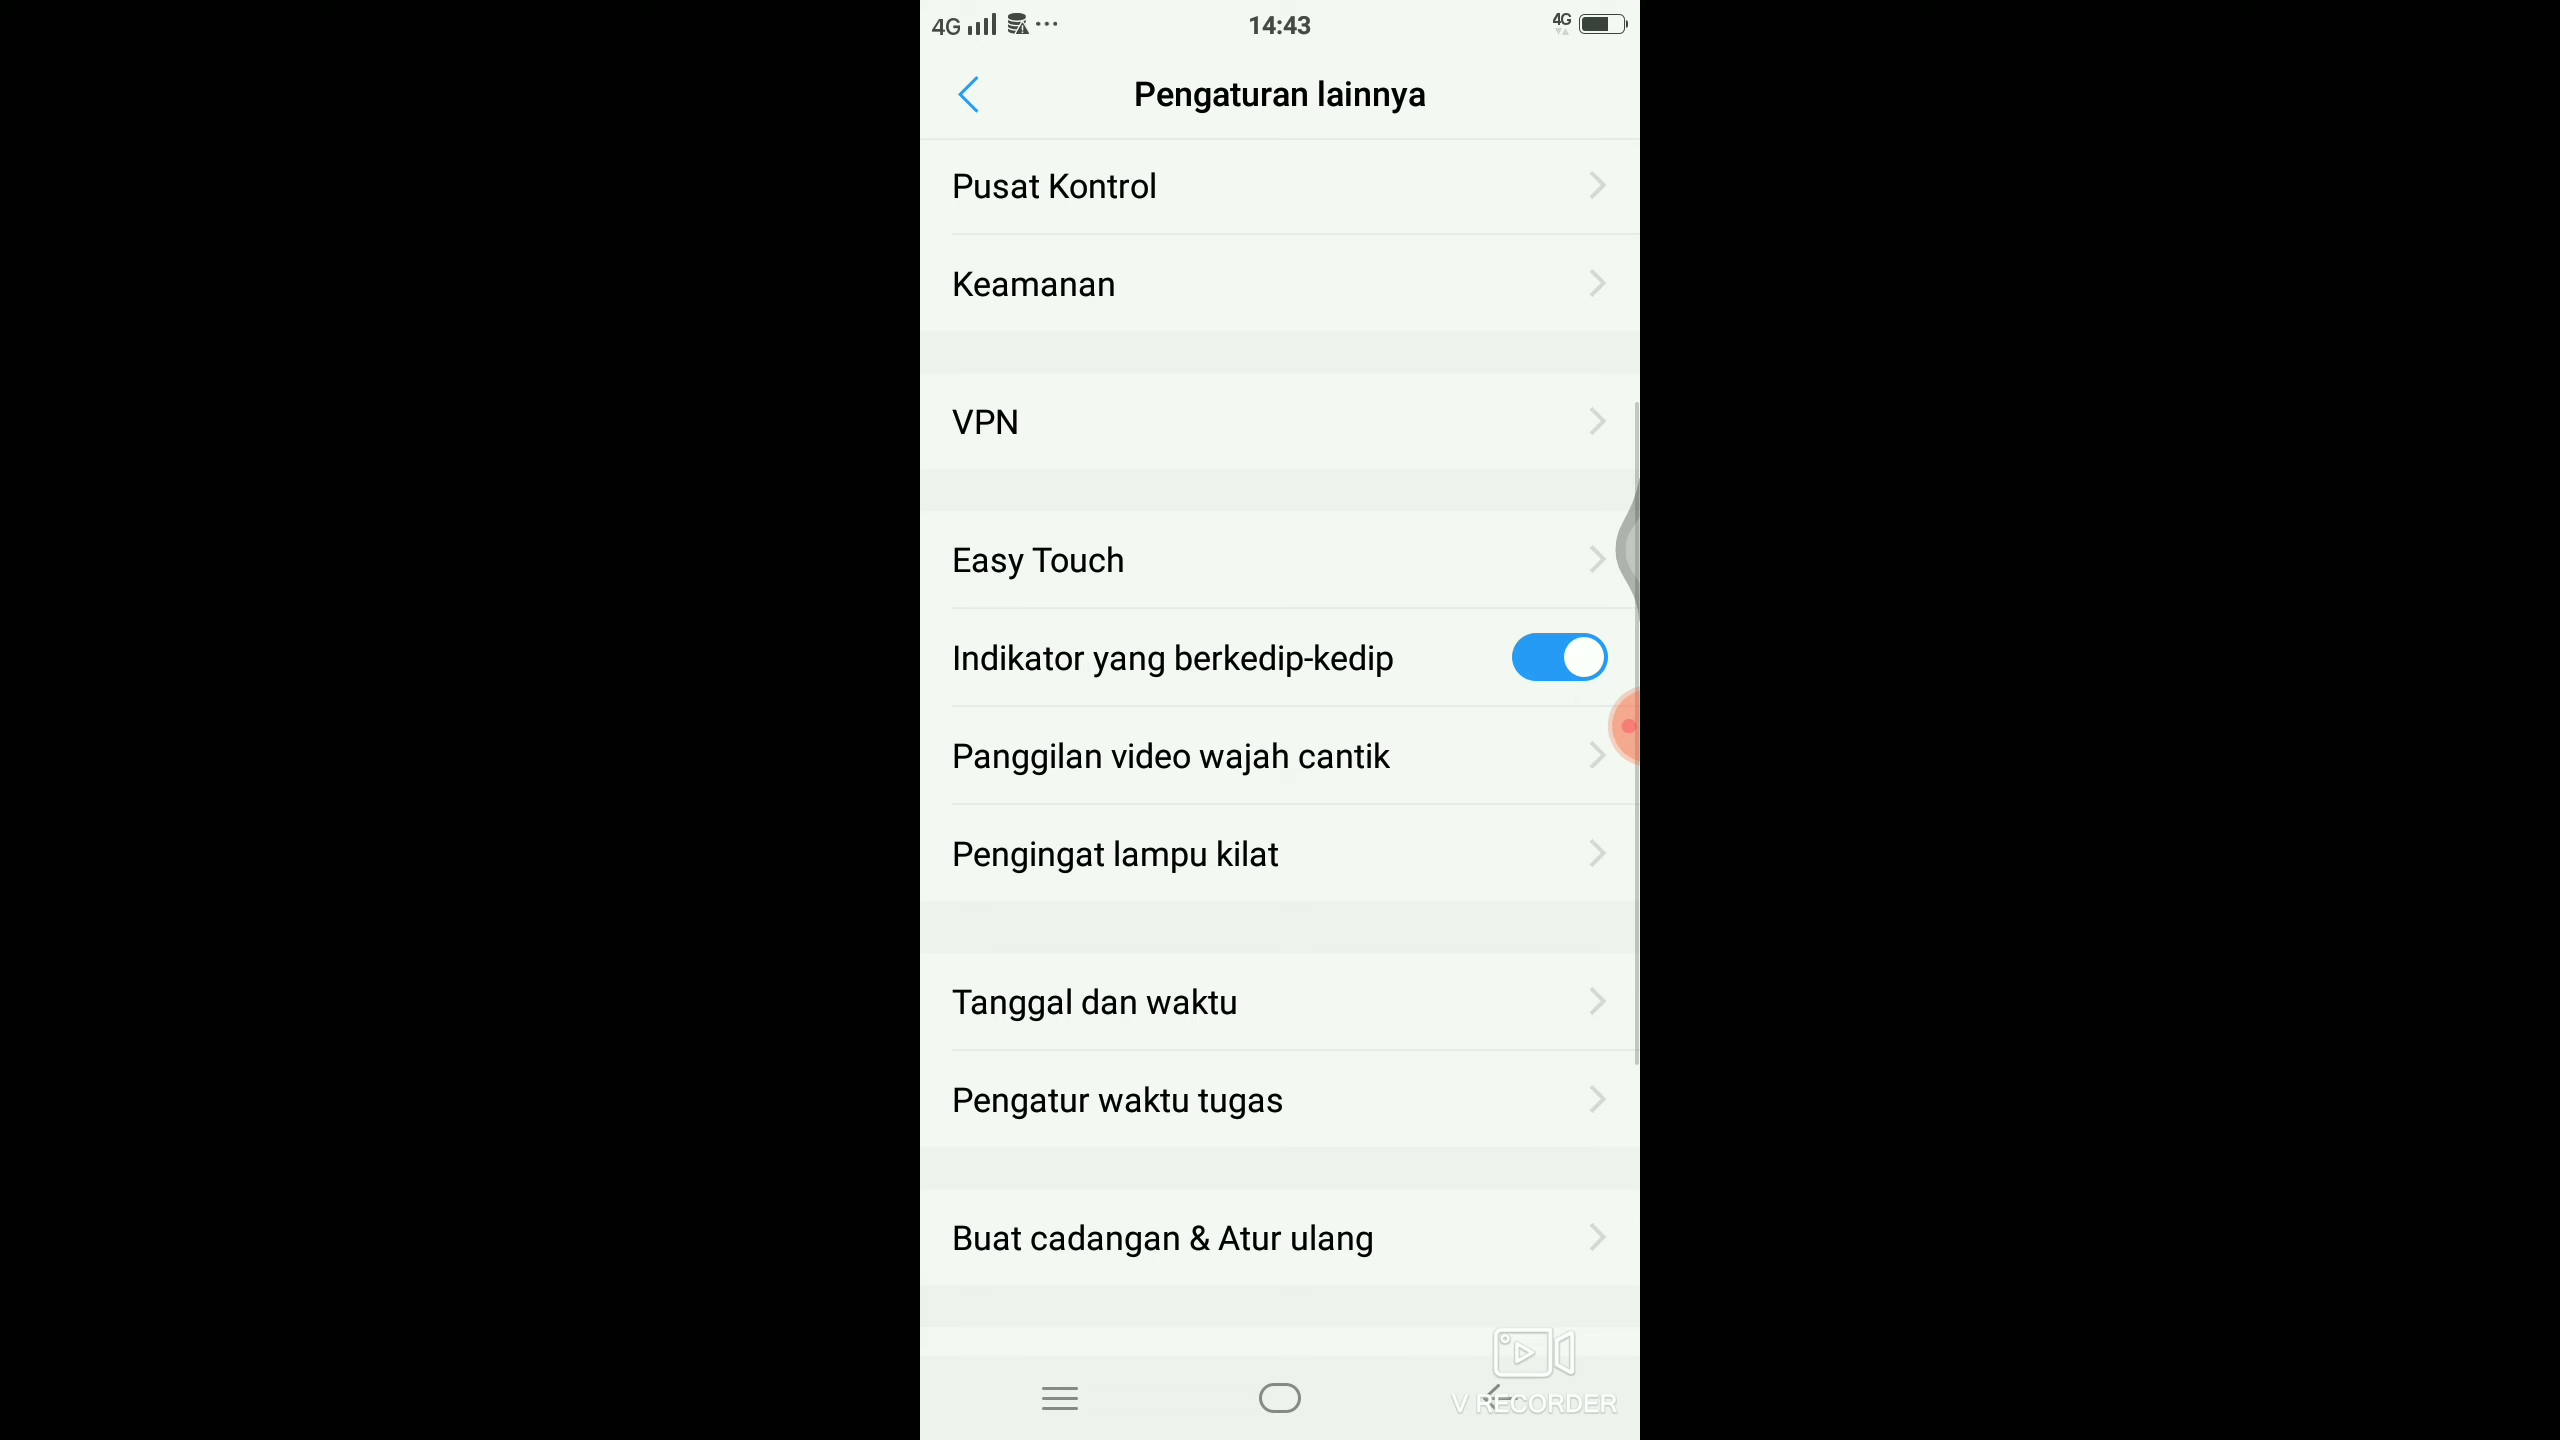 4G 14:43 4G
Pengaturan lainnya
Pusat Kontrol
Keamanan
VPN
Easy Touch
Indikator yang berkedip-kedip
Panggilan video wajah cantik
Pengingat lampu kilat
Tanggal dan waktu
Pengatur waktu tugas
Buat cadangan & Atur ulang
V RECORDER